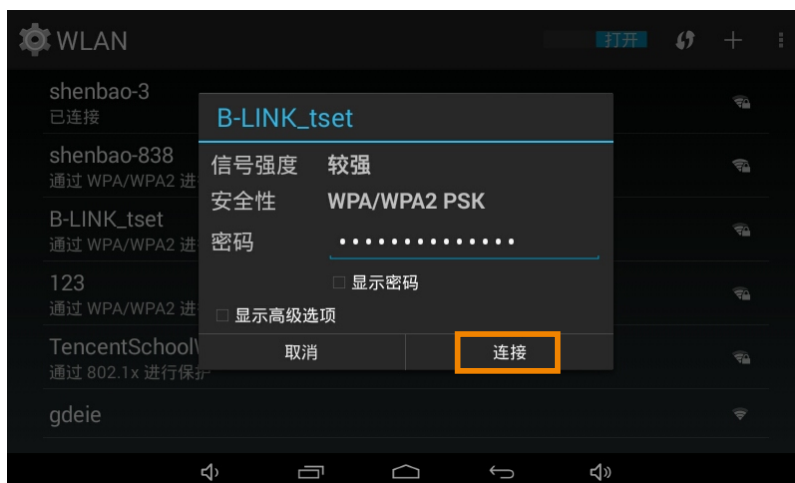 WLAN
打开
shenbao-3
已连接
shenbao-838
通过 WPA/WPA2 进
B-LINK_tset
通过 WPA/WPA2 进
123
通过 WPA/WPA2 进
TencentSchool
通过 802.1x 进行保护
gdeie
B-LINK_tset
信号强度 较强
安全性 WPA/WPA2 PSK
密码 ··············
显示密码
显示高级选项
取消 连接